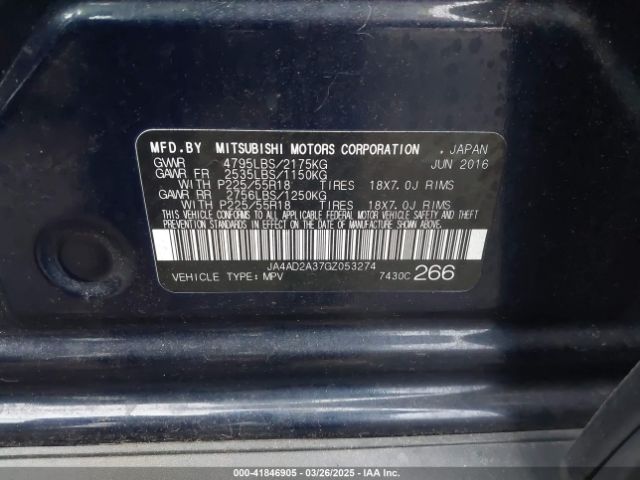 MFD.BY MITSUBISHI MOTORS CORPORATION , JAPAN
GVWR 4795LBS/2175KG JUN 2016
GAWR FR 2535LBS/1150KG
WITH P225/55R18 TIRES 18X7.0J RIMS
GAWR RR 2756LBS/1250KG
WITH P225/55R18 TIRES 18X7.0J RIMS
THIS VEHICLE CONFORMS TO ALL APPLICABLE FEDERAL MOTOR VEHICLE SAFETY AND THEFT
PREVENTION STANDARDS IN EFFECT ON THE DATE OF MANUFACTURE SHOWN ABOVE.
JA4AD2A37GZ053274
VEHICLE TYPE:MPV 7430C 266
000-41846905 - 03/26/2025 - IAA Inc.